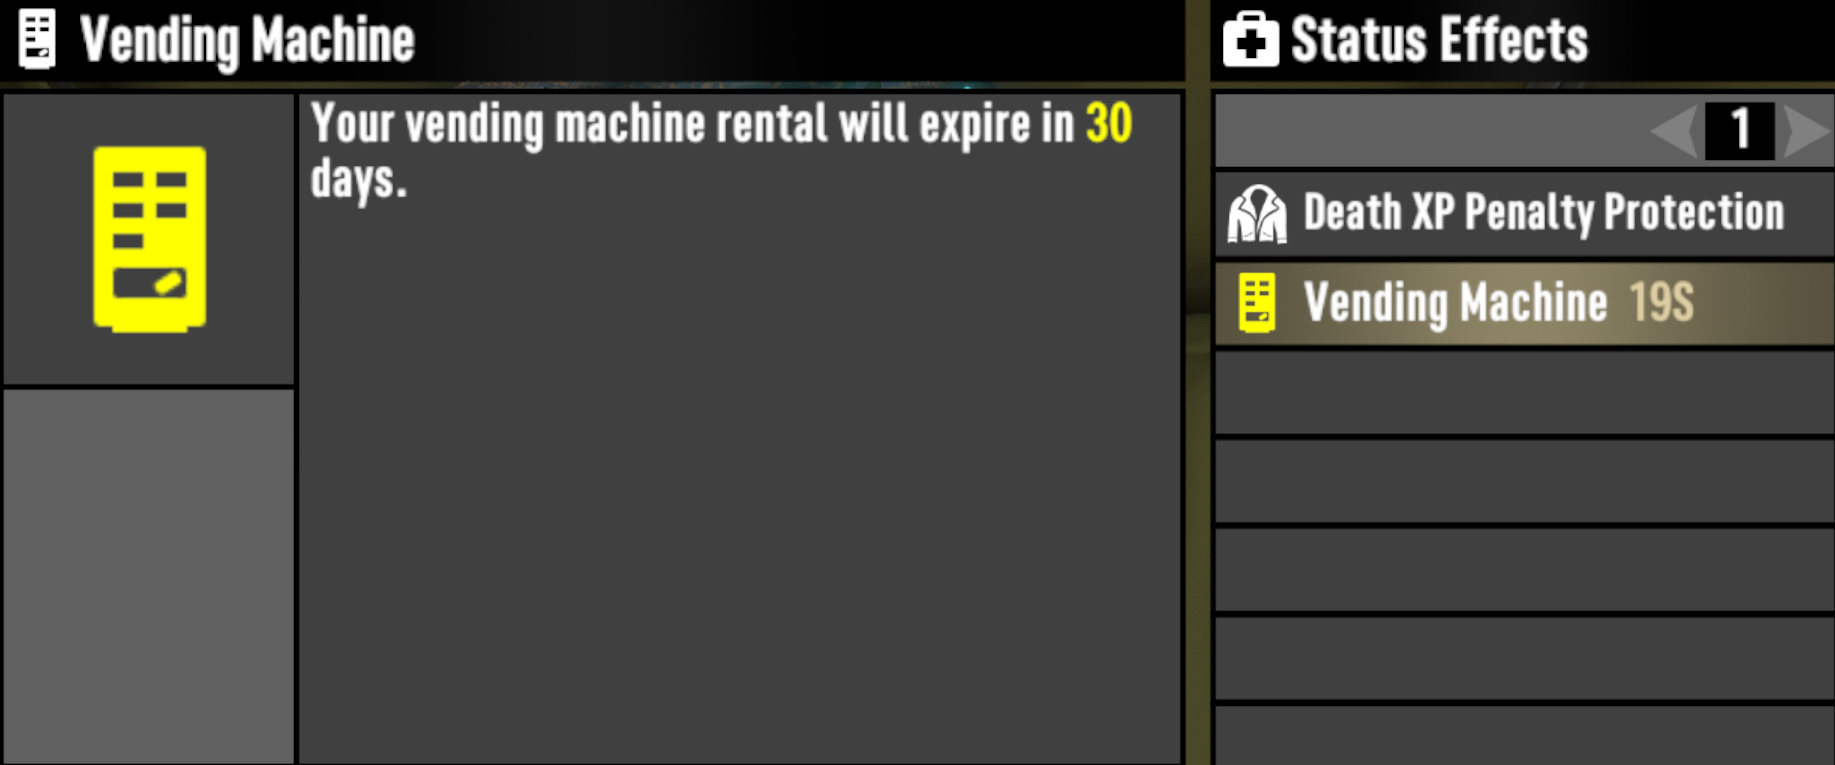 Vending Machine
Your vending machine rental will expire in 30
days.
Status Effects
1
Death XP Penalty Protection
Vending Machine 19S